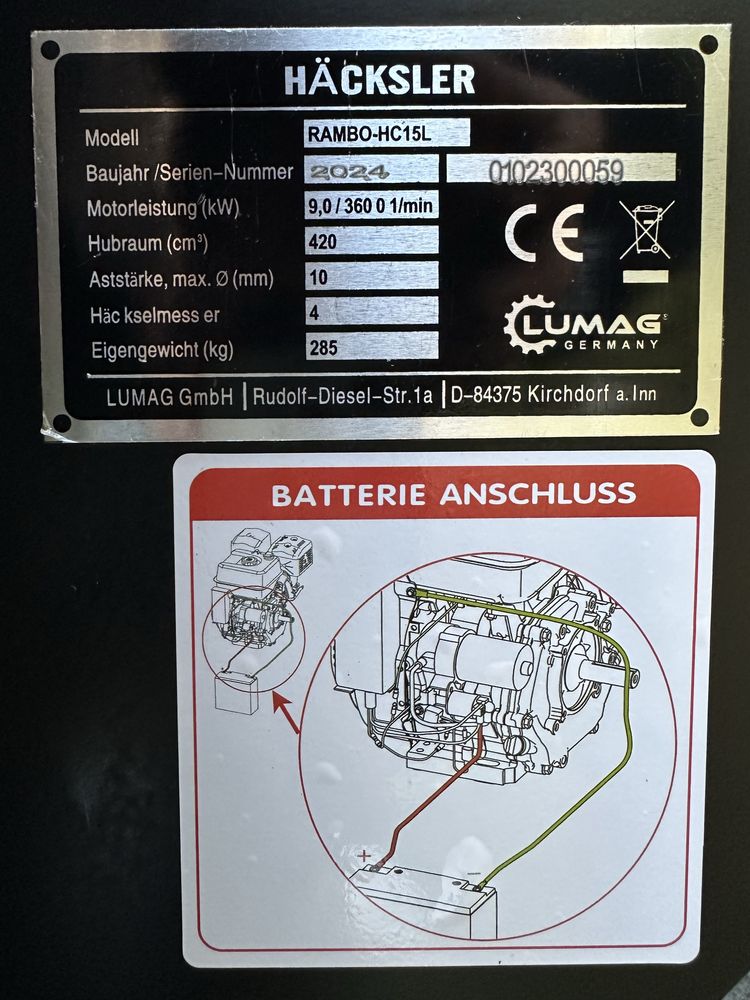 HÄCKSLER
Modell RAMBO-HC15L
Baujahr /Serien-Nummer 2024 0102300059
Motorleistung (kW) 9,0 / 360 0 1/min
Hubraum (cm³) 420
Aststärke, max. Ø (mm) 10
Häc kselmess er 4
Eigengewicht (kg) 285
CE
LUMAG
GERMANY
LUMAG GmbH | Rudolf-Diesel-Str.1a | D-84375 Kirchdorf a. Inn
BATTERIE ANSCHLUSS
+